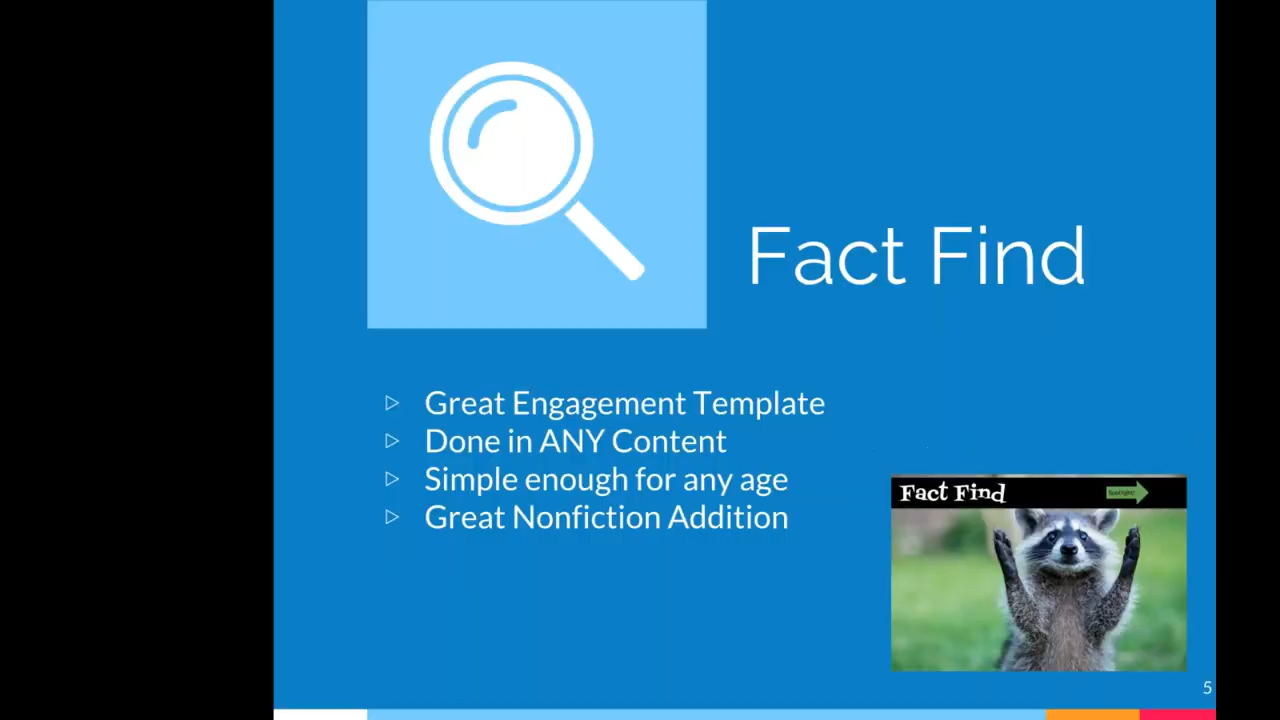 Fact Find
Great Engagement Template
Done in ANY Content
Simple enough for any age
Great Nonfiction Addition
Fact Find
5